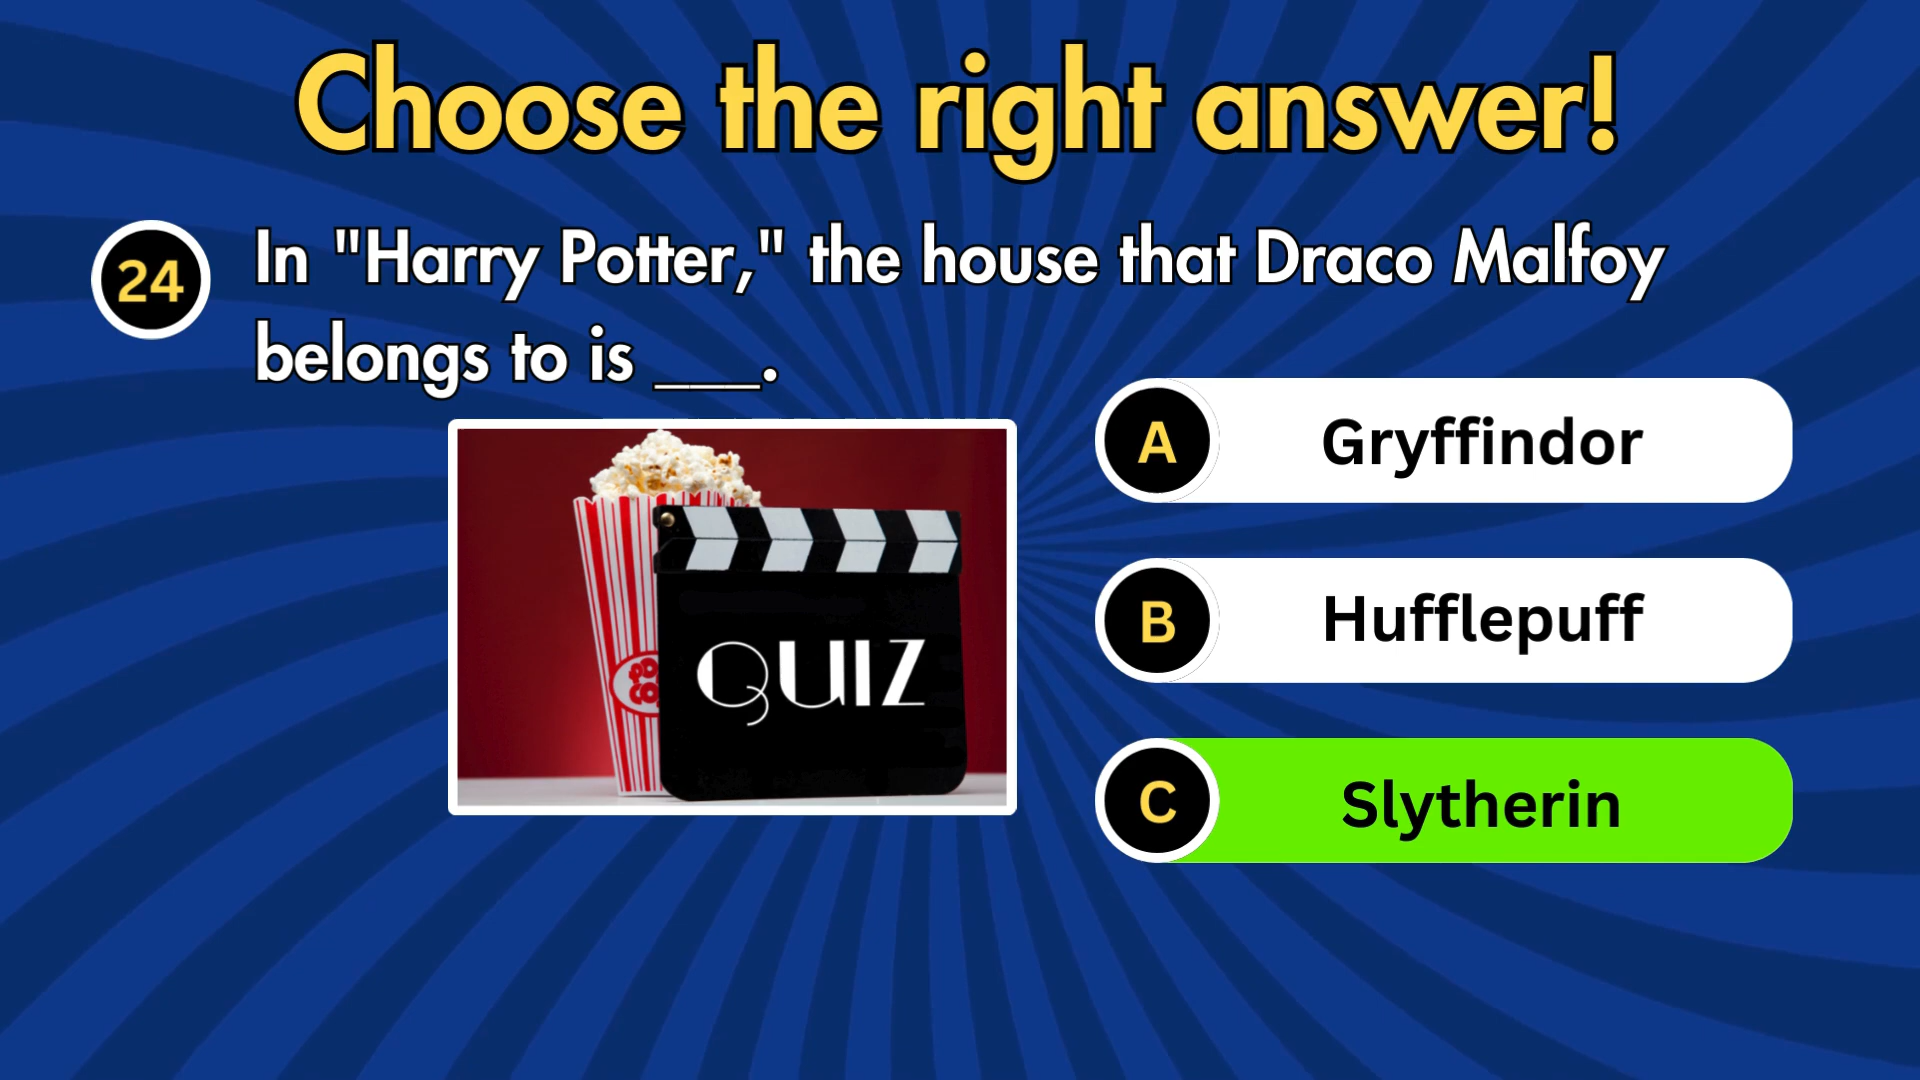 Choose the right answer!
24
In "Harry Potter," the house that Draco Malfoy
belongs to is ___.
A Gryffindor
B Hufflepuff
C Slytherin
QUIZ